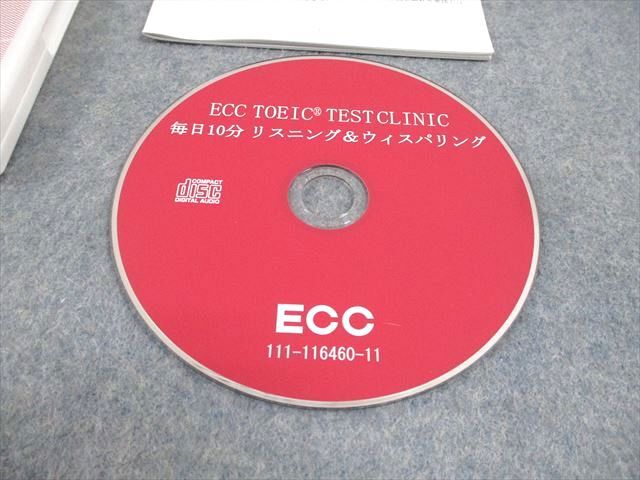 ECC TOEIC® TEST CLINIC
毎日10分 リスニング＆ウィスパリング
COMPACT
disc
DIGITAL AUDIO
ECC
111-116460-11